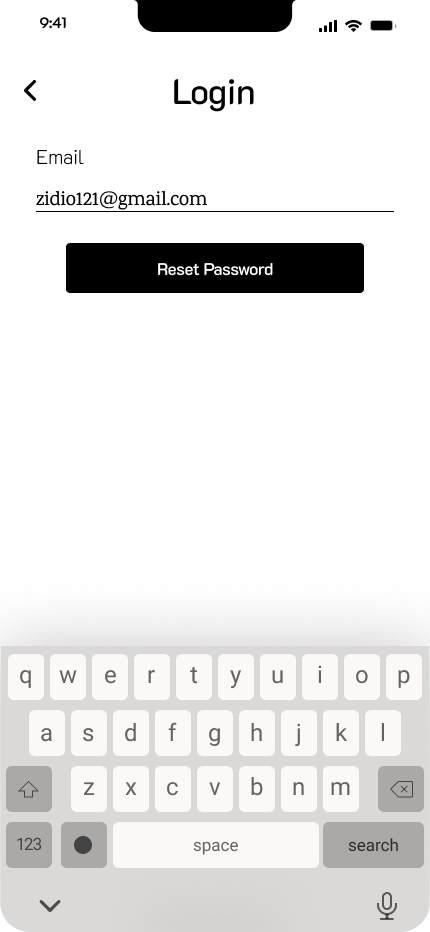 9:41
Login
Email
zidio121@gmail.com
Reset Password
q w e r t y u i o p
a s d f g h j k l
z x c v b n m
123 space search